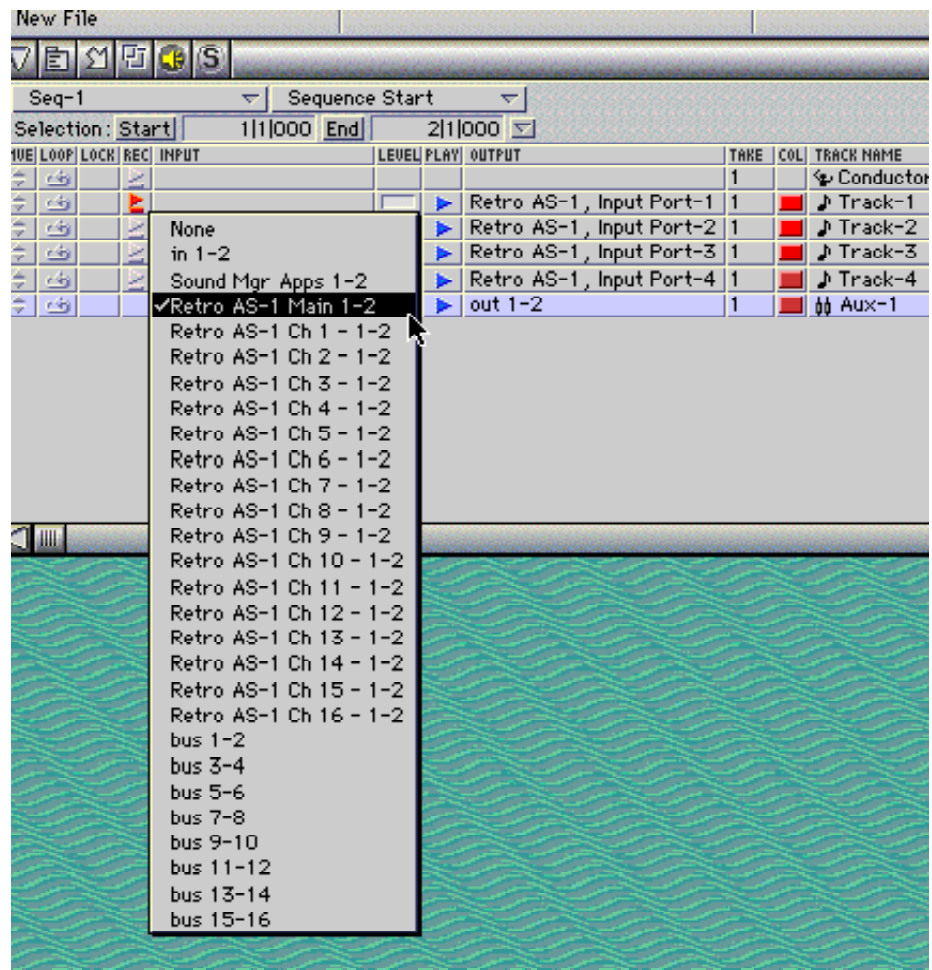 New File
S
Seq-1 Sequence Start
Selection: Start 1|1|000 End 2|1|000
LOOP LOCK REC INPUT LEVEL PLAY OUTPUT TAKE COL TRACK NAME
1 Conductor
Retro AS-1, Input Port-1 1 Track-1
Retro AS-1, Input Port-2 1 Track-2
Retro AS-1, Input Port-3 1 Track-3
Retro AS-1, Input Port-4 1 Track-4
out 1-2 1 Aux-1
None
in 1-2
Sound Mgr Apps 1-2
✓Retro AS-1 Main 1-2
Retro AS-1 Ch 1 - 1-2
Retro AS-1 Ch 2 - 1-2
Retro AS-1 Ch 3 - 1-2
Retro AS-1 Ch 4 - 1-2
Retro AS-1 Ch 5 - 1-2
Retro AS-1 Ch 6 - 1-2
Retro AS-1 Ch 7 - 1-2
Retro AS-1 Ch 8 - 1-2
Retro AS-1 Ch 9 - 1-2
Retro AS-1 Ch 10 - 1-2
Retro AS-1 Ch 11 - 1-2
Retro AS-1 Ch 12 - 1-2
Retro AS-1 Ch 13 - 1-2
Retro AS-1 Ch 14 - 1-2
Retro AS-1 Ch 15 - 1-2
Retro AS-1 Ch 16 - 1-2
bus 1-2
bus 3-4
bus 5-6
bus 7-8
bus 9-10
bus 11-12
bus 13-14
bus 15-16